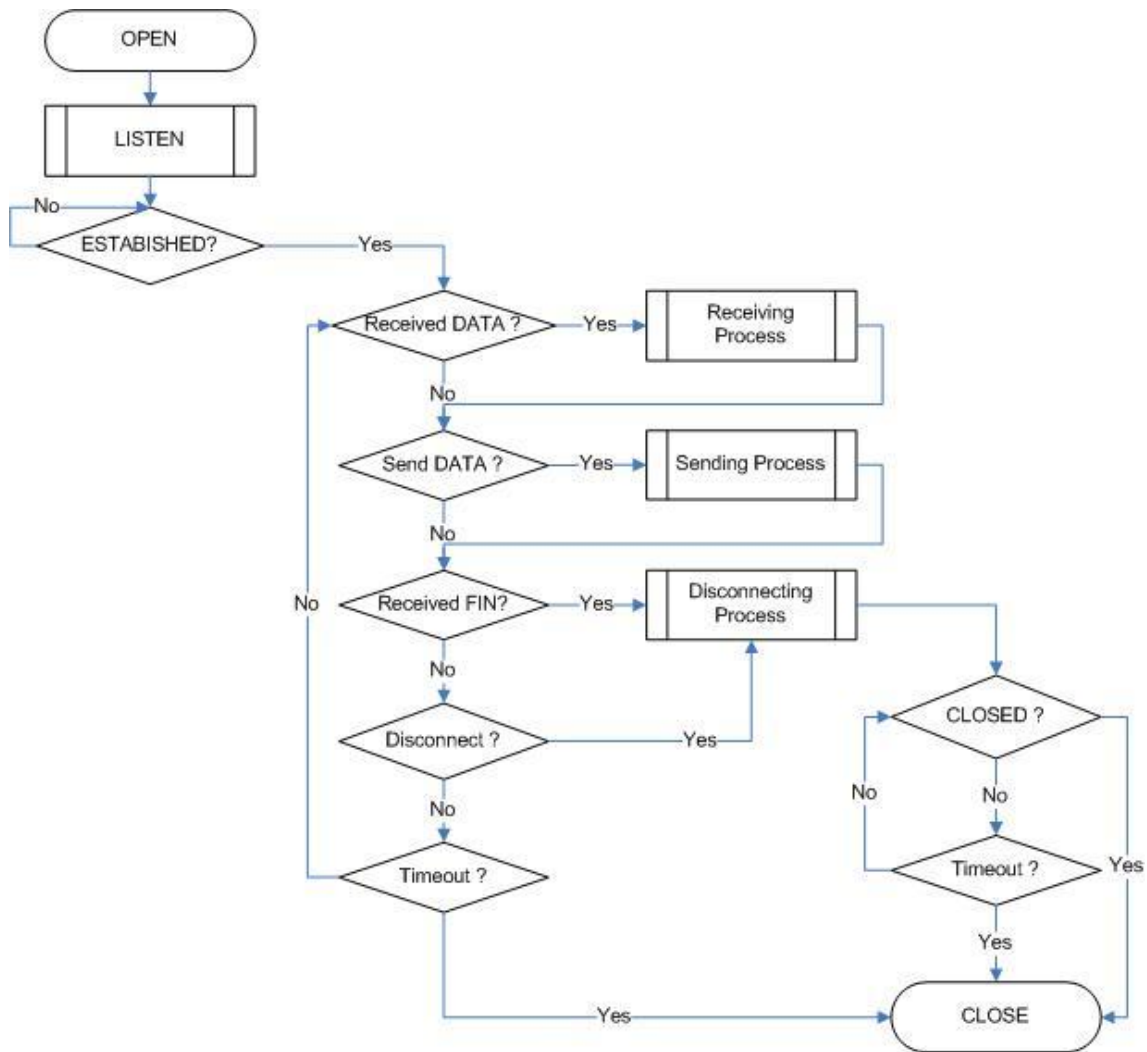 OPEN
LISTEN
No
ESTABISHED?
Yes
Received DATA ?
Yes
Receiving
Process
No
Send DATA ?
Yes
Sending Process
No
No
Received FIN?
Yes
Disconnecting
Process
No
Disconnect ?
Yes
CLOSED ?
No
No
No
Timeout ?
Timeout ?
Yes
Yes
Yes
CLOSE